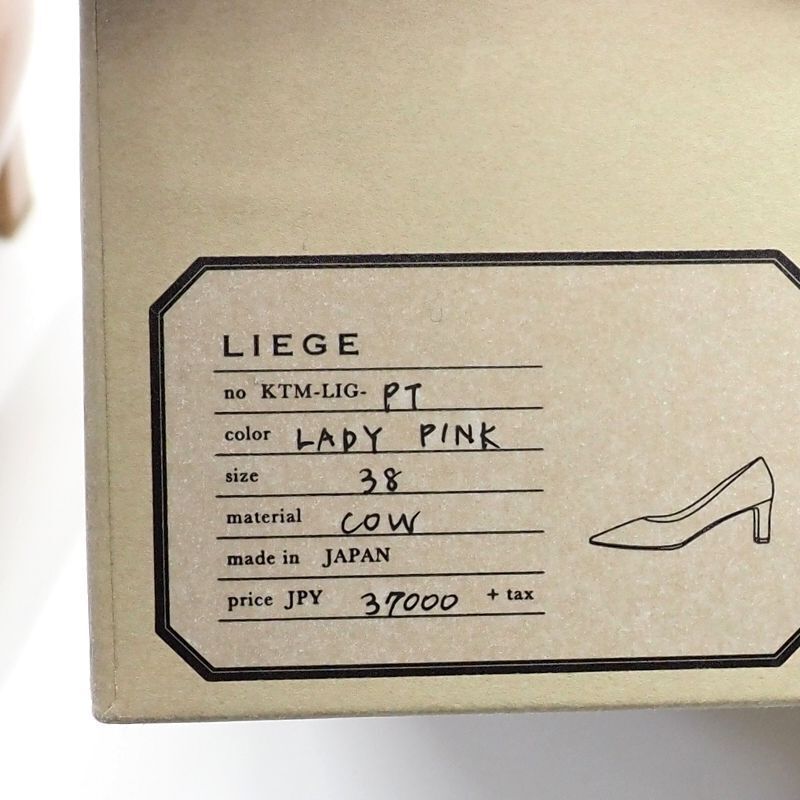 LIEGE
no KTM-LIG- PT
color LADY PINK
size 38
material COW
made in JAPAN
price JPY 37000 + tax